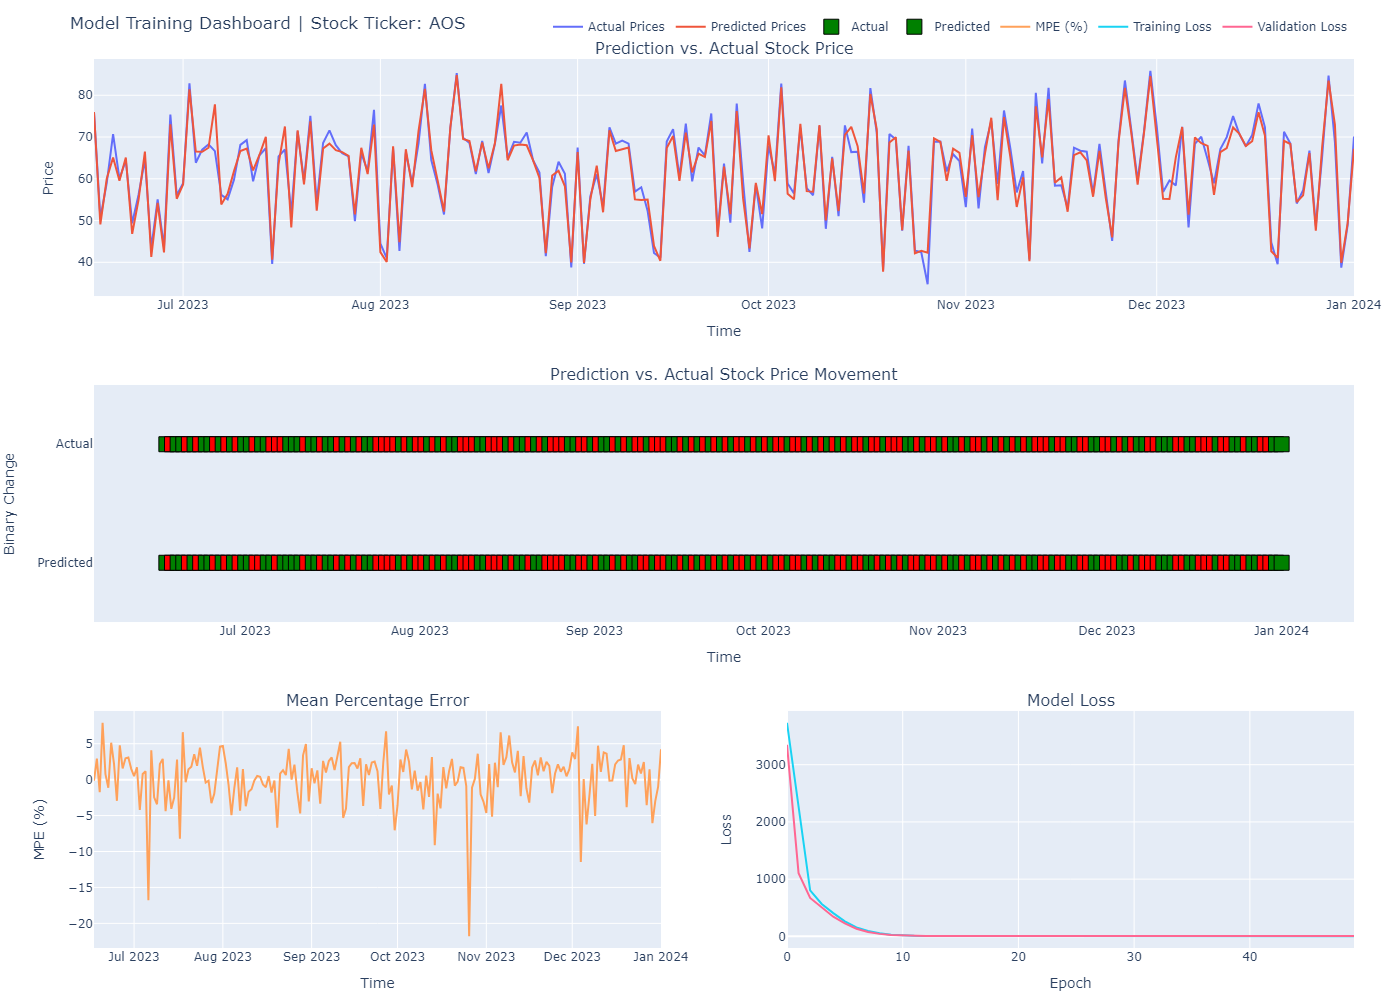 Model Training Dashboard | Stock Ticker: AOS
Actual Prices Predicted Prices Actual Predicted MPE (%) Training Loss Validation Loss
Prediction vs. Actual Stock Price
Price
80
70
60
50
40
Jul 2023 Aug 2023 Sep 2023 Oct 2023 Nov 2023 Dec 2023 Jan 2024
Time
Prediction vs. Actual Stock Price Movement
Binary Change
Actual
Predicted
Jul 2023 Aug 2023 Sep 2023 Oct 2023 Nov 2023 Dec 2023 Jan 2024
Time
Mean Percentage Error
MPE (%)
5
0
−5
−10
−15
−20
Jul 2023 Aug 2023 Sep 2023 Oct 2023 Nov 2023 Dec 2023 Jan 2024
Time
Model Loss
Loss
3000
2000
1000
0
0 10 20 30 40
Epoch